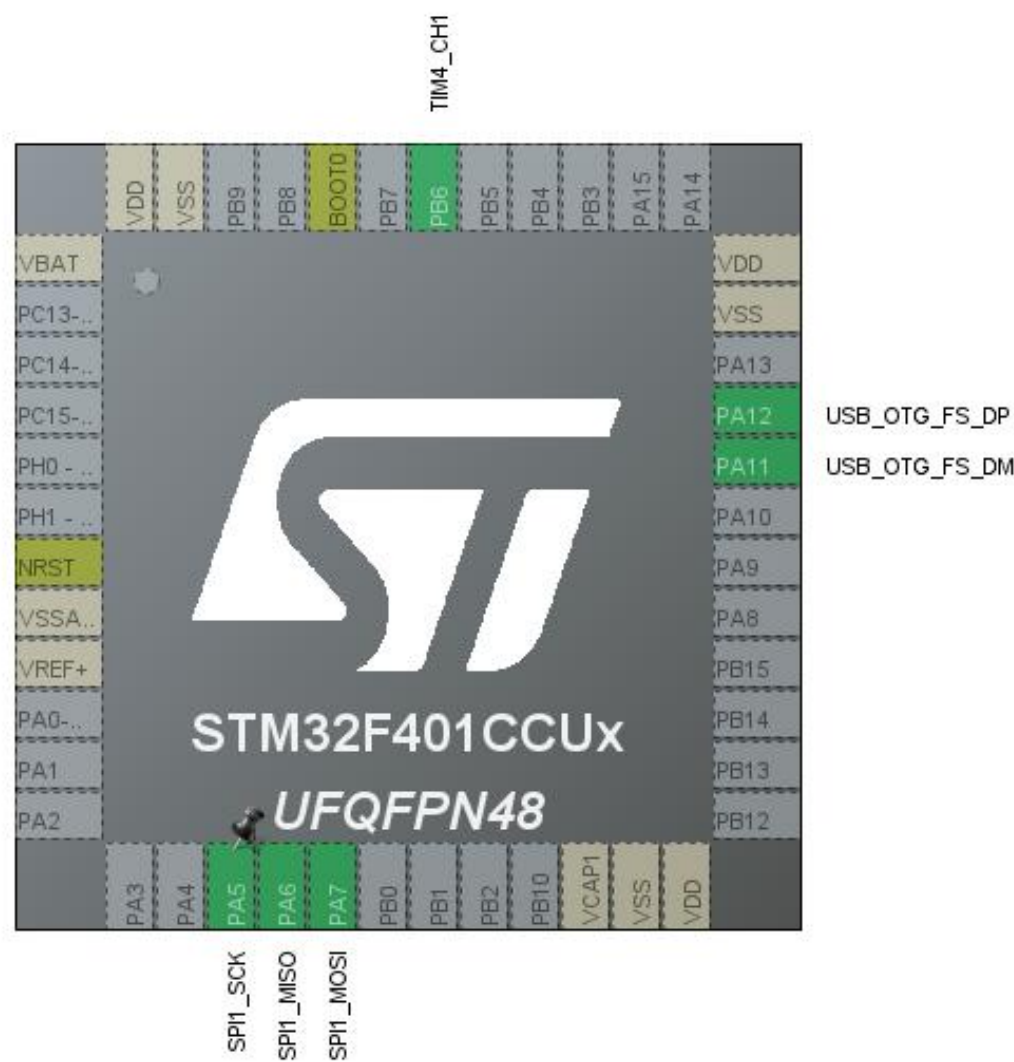 TIM4_CH1
VDD
VSS
PB9
PB8
BOOT0
PB7
PB6
PB5
PB4
PB3
PA15
PA14
VBAT
PC13-..
PC14-..
PC15-..
PH0 - ..
PH1 - ..
NRST
VSSA..
VREF+
PA0-..
PA1
PA2
VDD
VSS
PA13
PA12 USB_OTG_FS_DP
PA11 USB_OTG_FS_DM
PA10
PA9
PA8
PB15
PB14
PB13
PB12
ST
STM32F401CCUx
UFQFPN48
PA3
PA4
PA5
PA6
PA7
PB0
PB1
PB2
PB10
VCAP1
VSS
VDD
SPI1_SCK
SPI1_MISO
SPI1_MOSI